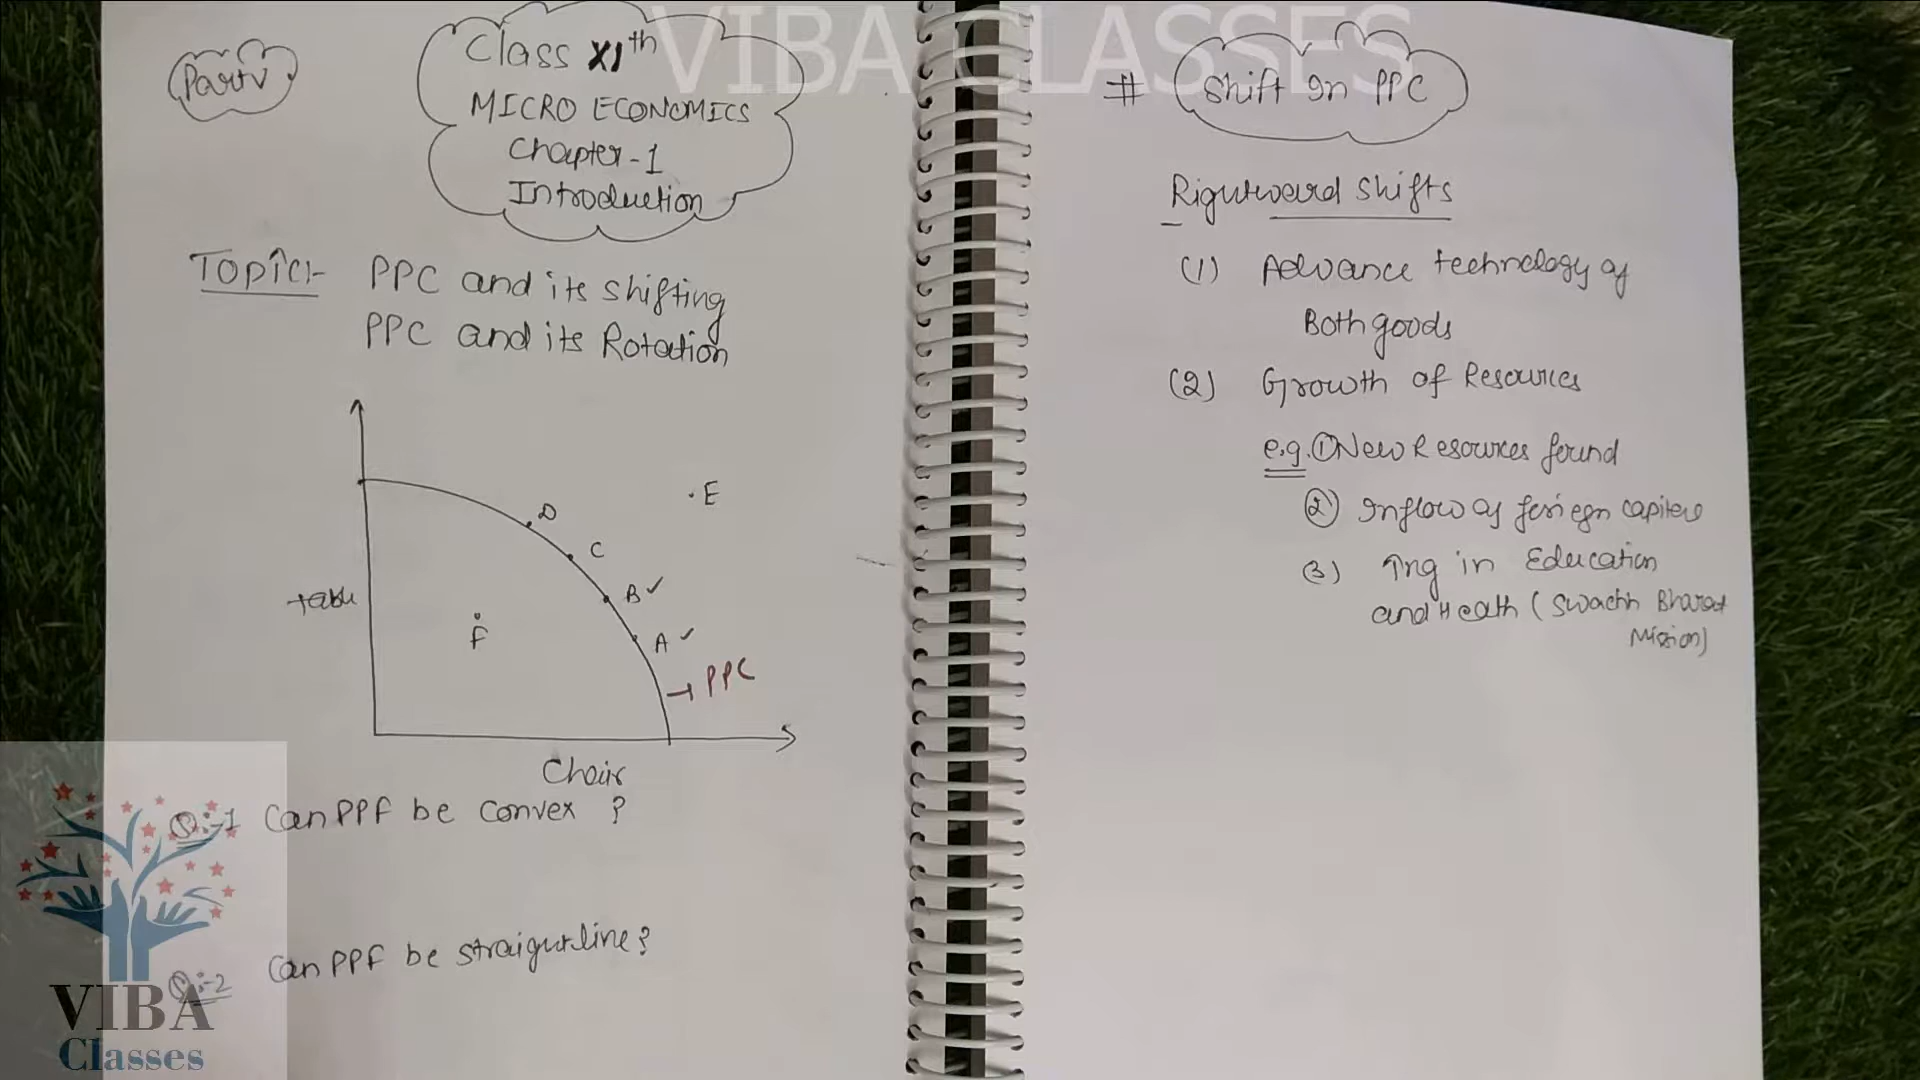 VIBA CLASSES
Part V
Class XIth
MICRO ECONOMICS
Chapter-1
Introduction
TOPIC:- PPC and its shifting
PPC and its Rotation
D
C
B ✓
A ✓
E
F
→ PPC
table
Chair
Q:-1 Can PPF be convex ?
Q:-2 Can PPF be straightline?
# Shift In PPC
Rightward Shifts
(1) Advance technology of
Both goods
(2) Growth of Resources
e.g. ① New Resources found
② Inflow of foriegn capital
(3) Trg in Education
and Heath ( Swachh Bharat
Mission)
VIBA
Classes